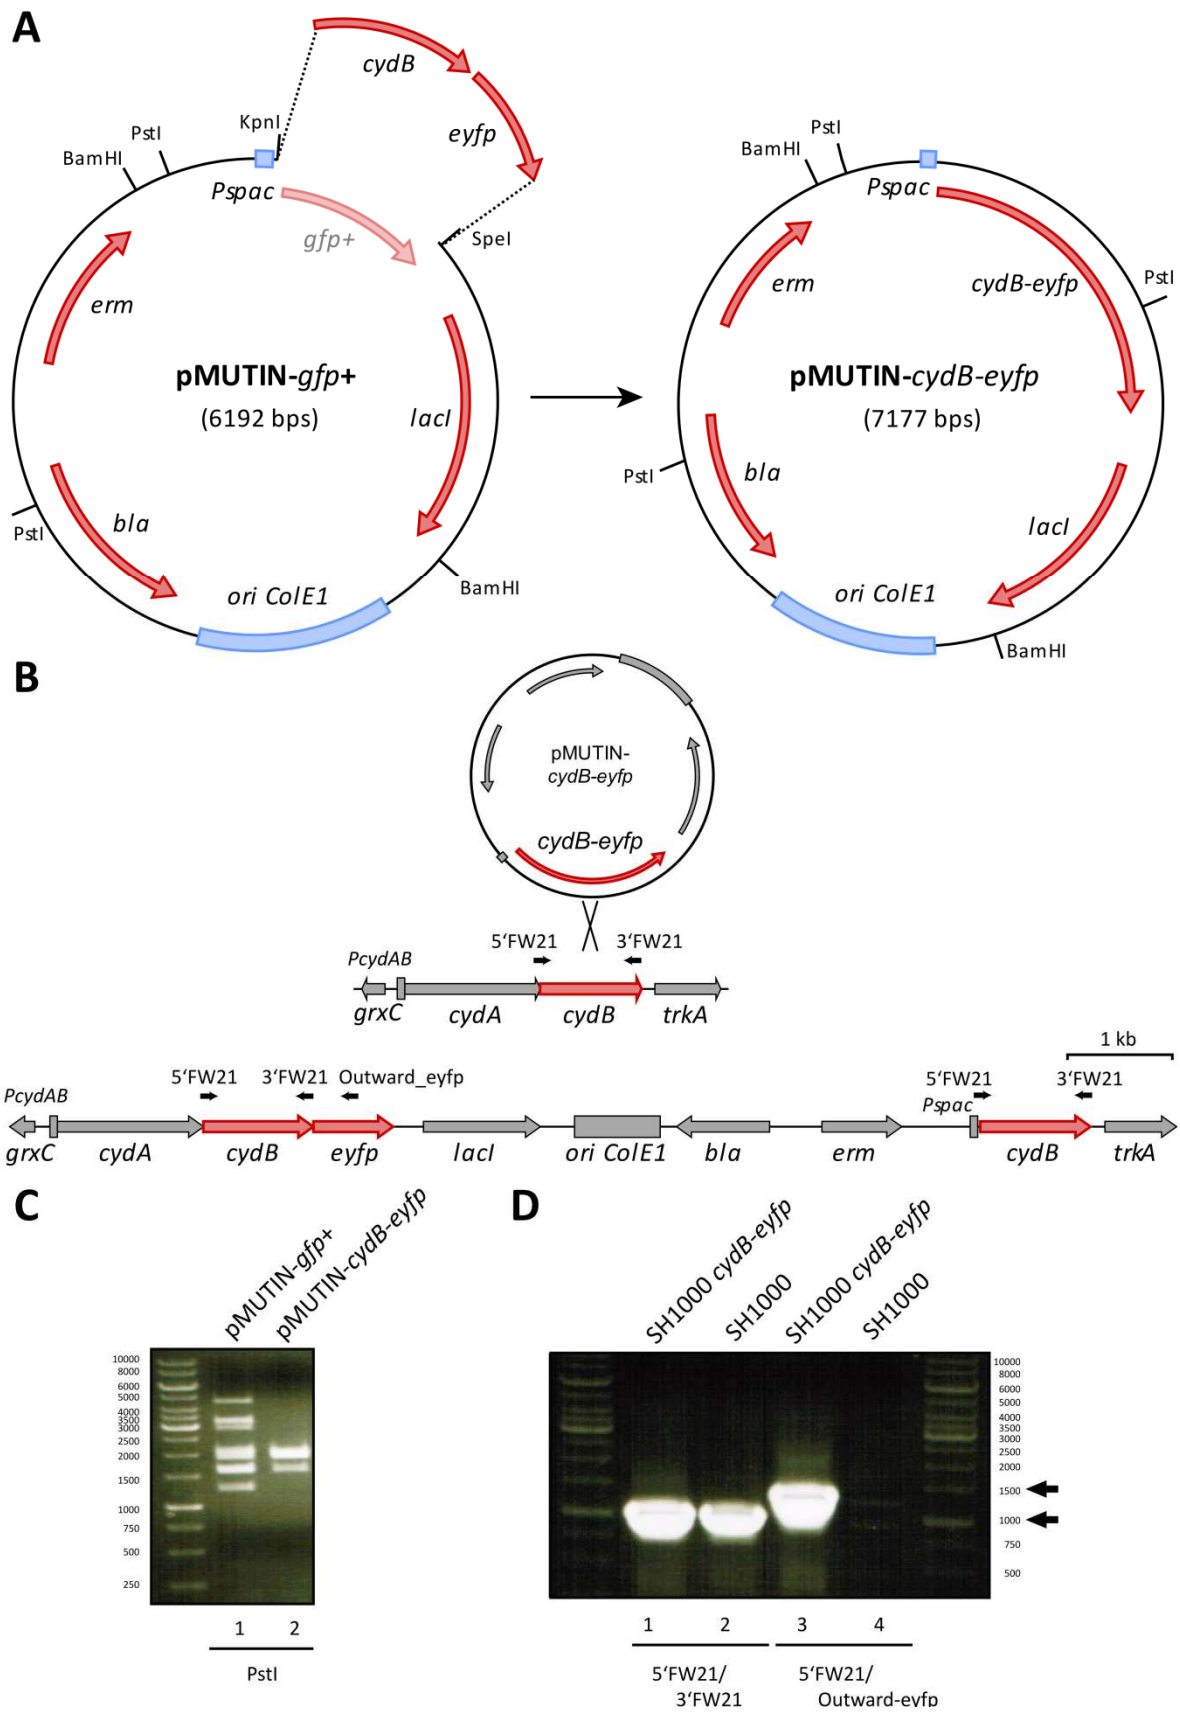 A
cydB
eyfp
KpnI
PstI
BamHI
Pspac
gfp+
SpeI
erm
pMUTIN-gfp+
(6192 bps)
lacI
bla
PstI
ori ColE1
BamHI
PstI
BamHI
Pspac
erm
cydB-eyfp
PstI
pMUTIN-cydB-eyfp
(7177 bps)
PstI
bla
lacI
ori ColE1
BamHI
B
pMUTIN-
cydB-eyfp
cydB-eyfp
5‘FW21 3‘FW21
PcydAB
grxC cydA cydB trkA
1 kb
5‘FW21 3‘FW21 Outward_eyfp 5‘FW21 3‘FW21
PcydAB Pspac
grxC cydA cydB eyfp lacI ori ColE1 bla erm cydB trkA
C
pMUTIN-gfp+
pMUTIN-cydB-eyfp
10000
8000
6000
5000
4000
3500
3000
2500
2000
1500
1000
750
500
250
1 2
PstI
D
SH1000 cydB-eyfp
SH1000
SH1000 cydB-eyfp
SH1000
10000
8000
6000
5000
4000
3500
3000
2500
2000
1500
1000
750
500
1 2 3 4
5‘FW21/ 5‘FW21/
3‘FW21 Outward-eyfp